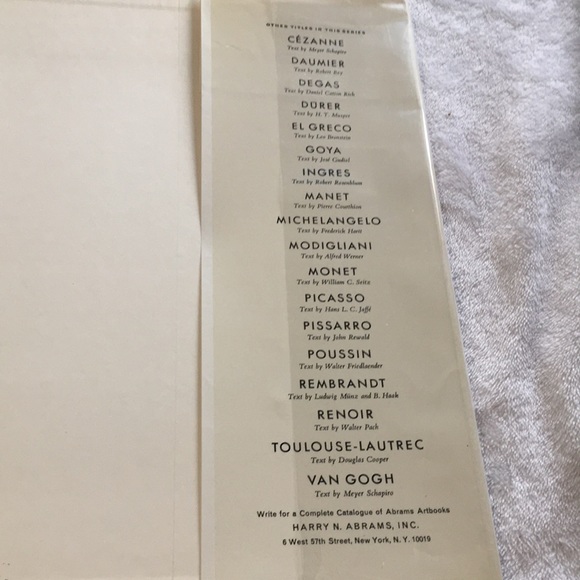 OTHER TITLES IN THIS SERIES
CÉZANNE
Text by Meyer Schapiro
DAUMIER
Text by Robert Rey
DEGAS
Text by Daniel Catton Rich
DÜRER
Text by H. T. Musper
EL GRECO
Text by Leo Bronstein
GOYA
Text by José Gudiol
INGRES
Text by Robert Rosenblum
MANET
Text by Pierre Courthion
MICHELANGELO
Text by Frederick Hartt
MODIGLIANI
Text by Alfred Werner
MONET
Text by William C. Seitz
PICASSO
Text by Hans L. C. Jaffé
PISSARRO
Text by John Rewald
POUSSIN
Text by Walter Friedlaender
REMBRANDT
Text by Ludwig Münz and B. Haak
RENOIR
Text by Walter Pach
TOULOUSE-LAUTREC
Text by Douglas Cooper
VAN GOGH
Text by Meyer Schapiro
Write for a Complete Catalogue of Abrams Artbooks
HARRY N. ABRAMS, INC.
6 West 57th Street, New York, N. Y. 10019